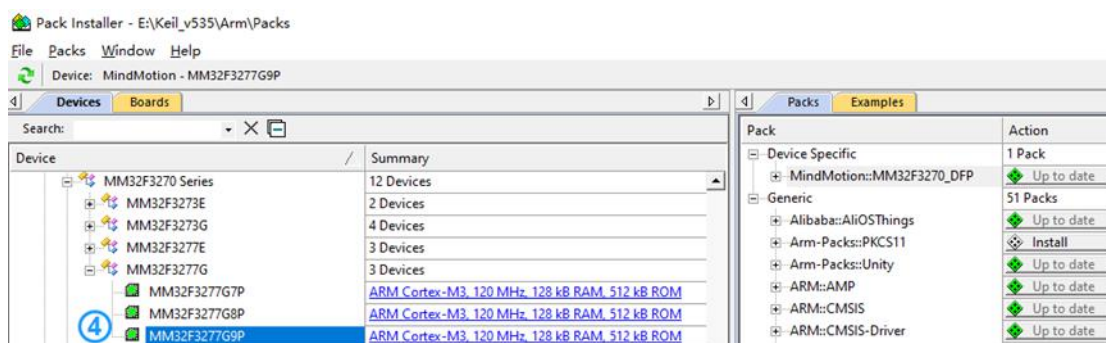 Pack Installer - E:\Keil_v535\Arm\Packs
File Packs Window Help
Device: MindMotion - MM32F3277G9P
Devices Boards
Search:
Device Summary
MM32F3270 Series 12 Devices
MM32F3273E 2 Devices
MM32F3273G 4 Devices
MM32F3277E 3 Devices
MM32F3277G 3 Devices
MM32F3277G7P ARM Cortex-M3, 120 MHz, 128 kB RAM, 512 kB ROM
MM32F3277G8P ARM Cortex-M3, 120 MHz, 128 kB RAM, 512 kB ROM
④ MM32F3277G9P ARM Cortex-M3, 120 MHz, 128 kB RAM, 512 kB ROM
Packs Examples
Pack Action
Device Specific 1 Pack
MindMotion::MM32F3270_DFP Up to date
Generic 51 Packs
Alibaba::AliOSThings Up to date
Arm-Packs::PKCS11 Install
Arm-Packs::Unity Up to date
ARM::AMP Up to date
ARM::CMSIS Up to date
ARM::CMSIS-Driver Up to date